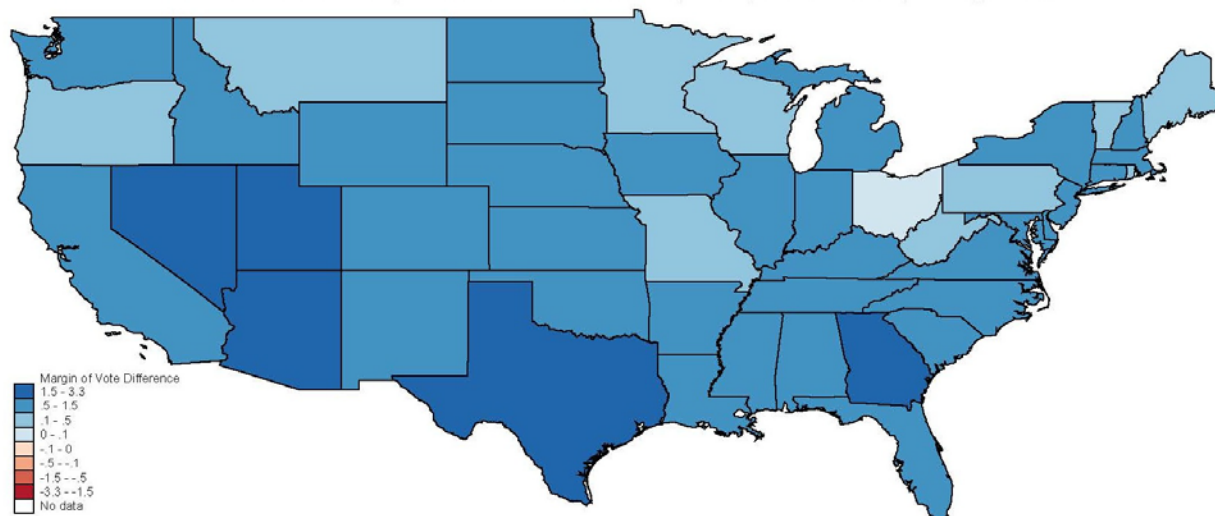 Margin of Vote Difference
1.5 - 3.3
.5 - 1.5
.1 - .5
0 - .1
-.1 - 0
-.5 - -.1
-1.5 - -.5
-3.3 - -1.5
No data